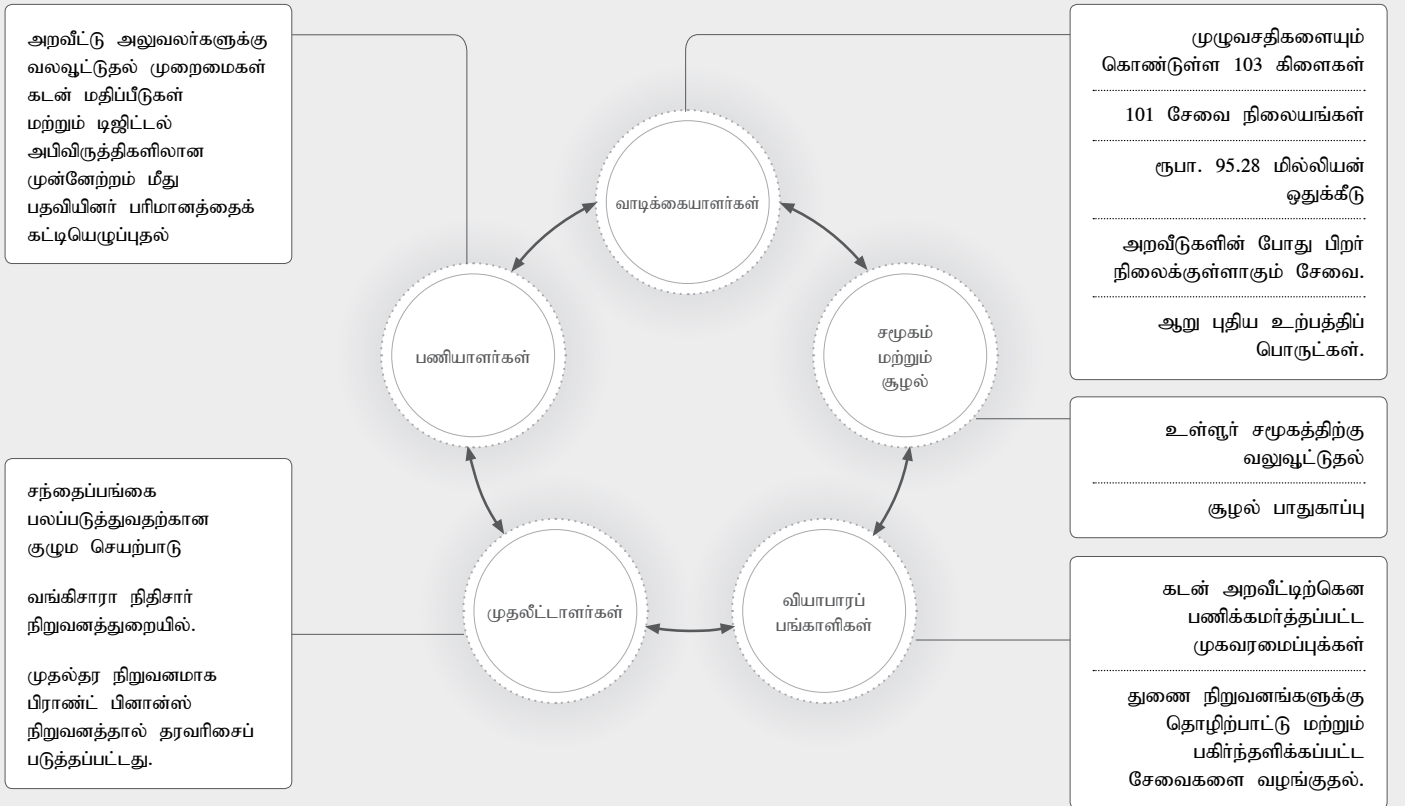 அறவீட்டு அலுவலர்களுக்கு
வலவூட்டுதல் முறைமைகள்
கடன் மதிப்பீடுகள்
மற்றும் டிஜிட்டல்
அபிவிருத்திகளிலான
முன்னேற்றம் மீது
பதவியினர் பரிமானத்தைக்
கட்டியெழுப்புதல்
சந்தைப்பங்கை
பலப்படுத்துவதற்கான
குழும செயற்பாடு
வங்கிசாரா நிதிசார்
நிறுவனத்துறையில்.
முதல்தர நிறுவனமாக
பிராண்ட் பினான்ஸ்
நிறுவனத்தால் தரவரிசைப்
படுத்தப்பட்டது.
வாடிக்கையாளர்கள்
பணியாளர்கள்
சமூகம்
மற்றும்
சூழல்
முதலீட்டாளர்கள்
வியாபாரப்
பங்காளிகள்
முழுவசதிகளையும்
கொண்டுள்ள 103 கிளைகள்
101 சேவை நிலையங்கள்
ரூபா. 95.28 மில்லியன்
ஒதுக்கீடு
அறவீடுகளின் போது பிறர்
நிலைக்குள்ளாகும் சேவை.
ஆறு புதிய உற்பத்திப்
பொருட்கள்.
உள்ளூர் சமூகத்திற்கு
வலுவூட்டுதல்
சூழல் பாதுகாப்பு
கடன் அறவீட்டிற்கென
பணிக்கமர்த்தப்பட்ட
முகவரமைப்புக்கள்
துணை நிறுவனங்களுக்கு
தொழிற்பாட்டு மற்றும்
பகிர்ந்தளிக்கப்பட்ட
சேவைகளை வழங்குதல்.